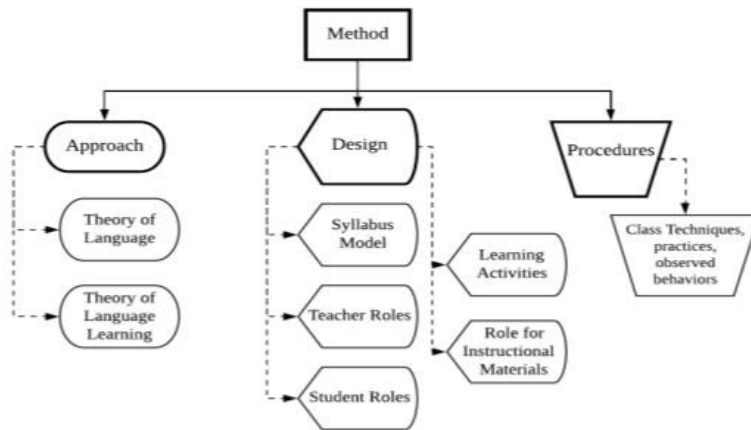 Method
Approach
Design
Procedures
Theory of
Language
Theory of
Language
Learning
Syllabus
Model
Teacher Roles
Student Roles
Learning
Activities
Role for
Instructional
Materials
Class Techniques,
practices,
observed
behaviors